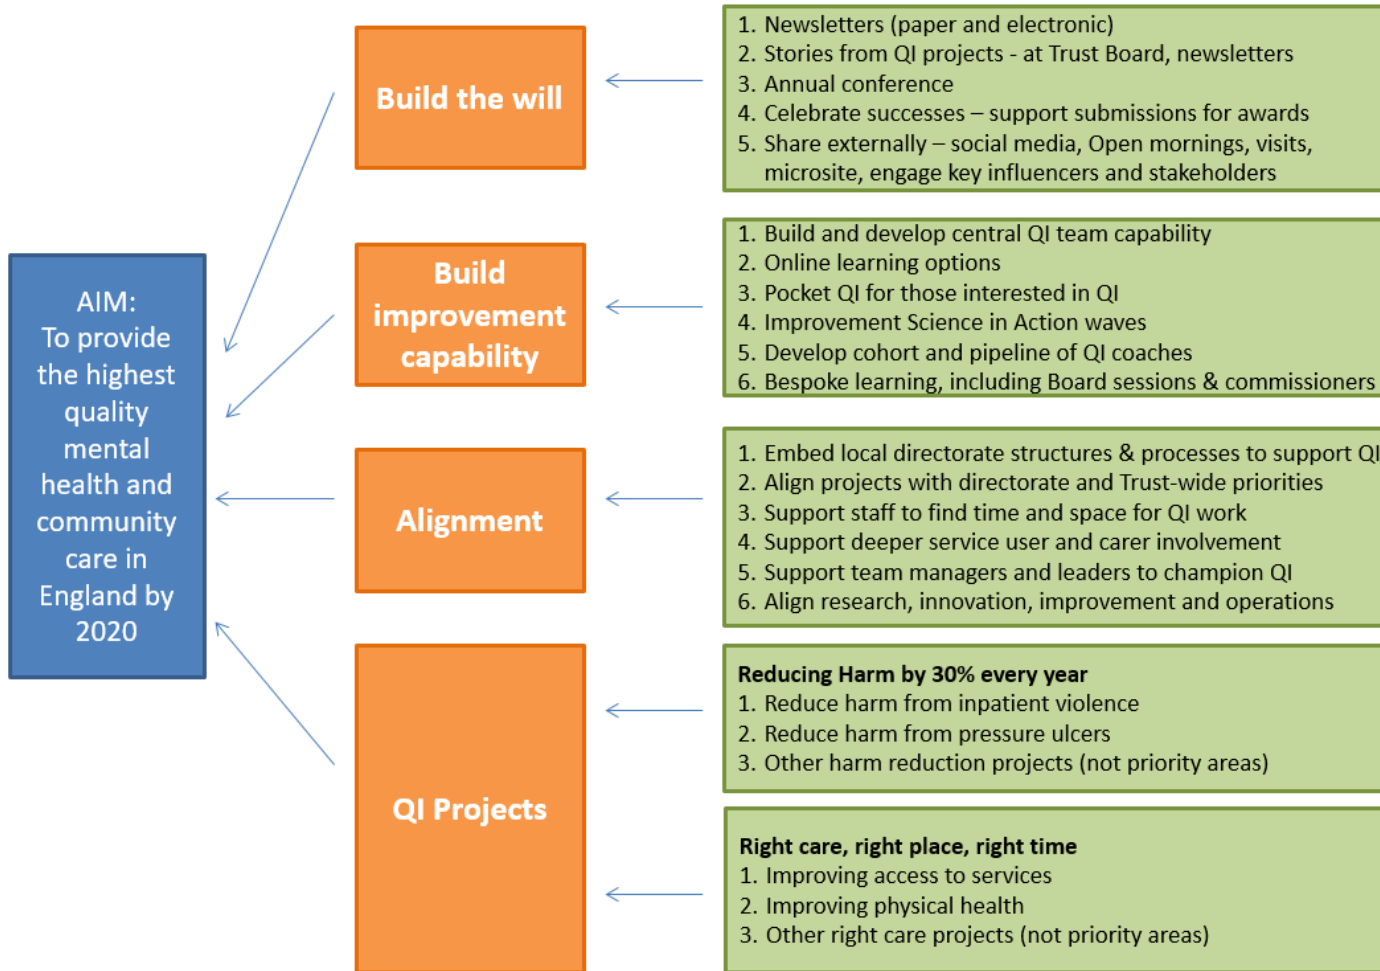 AIM:
To provide
the highest
quality
mental
health and
community
care in
England by
2020
Build the will
1. Newsletters (paper and electronic)
2. Stories from QI projects - at Trust Board, newsletters
3. Annual conference
4. Celebrate successes – support submissions for awards
5. Share externally – social media, Open mornings, visits,
microsite, engage key influencers and stakeholders
Build
improvement
capability
1. Build and develop central QI team capability
2. Online learning options
3. Pocket QI for those interested in QI
4. Improvement Science in Action waves
5. Develop cohort and pipeline of QI coaches
6. Bespoke learning, including Board sessions & commissioners
Alignment
1. Embed local directorate structures & processes to support QI
2. Align projects with directorate and Trust-wide priorities
3. Support staff to find time and space for QI work
4. Support deeper service user and carer involvement
5. Support team managers and leaders to champion QI
6. Align research, innovation, improvement and operations
QI Projects
Reducing Harm by 30% every year
1. Reduce harm from inpatient violence
2. Reduce harm from pressure ulcers
3. Other harm reduction projects (not priority areas)
Right care, right place, right time
1. Improving access to services
2. Improving physical health
3. Other right care projects (not priority areas)